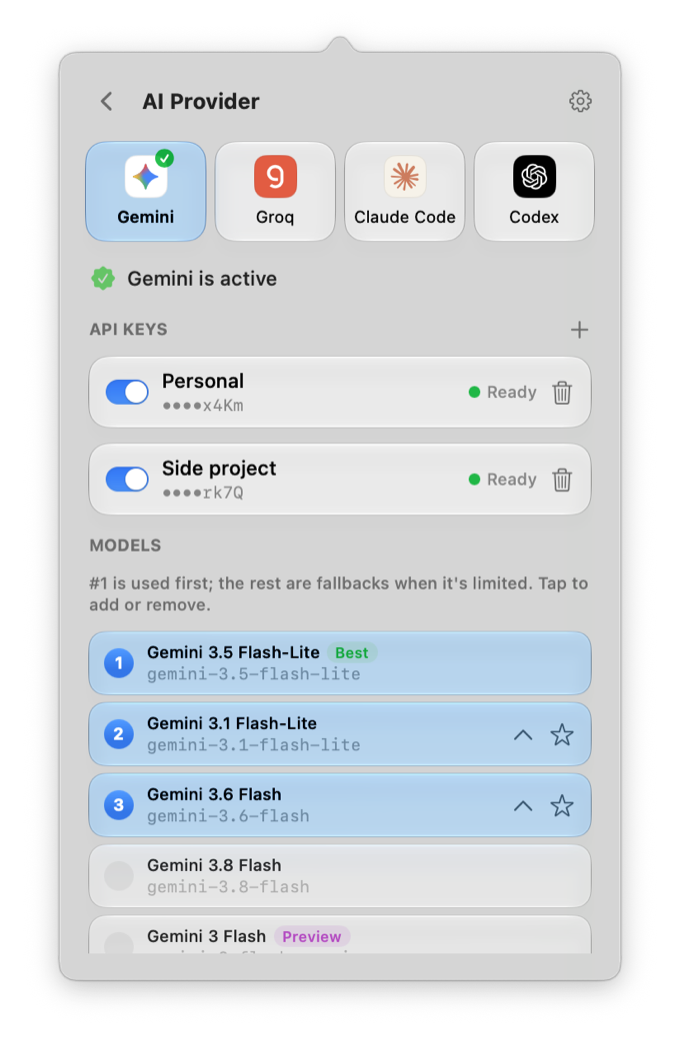 AI Provider
Gemini
Groq
Claude Code
Codex
Gemini is active
API KEYS
Personal
••••x4Km
Ready
Side project
••••rk7Q
Ready
MODELS
#1 is used first; the rest are fallbacks when it's limited. Tap to
add or remove.
1
Gemini 3.5 Flash-Lite Best
gemini-3.5-flash-lite
2
Gemini 3.1 Flash-Lite
gemini-3.1-flash-lite
3
Gemini 3.6 Flash
gemini-3.6-flash
Gemini 3.8 Flash
gemini-3.8-flash
Gemini 3 Flash Preview